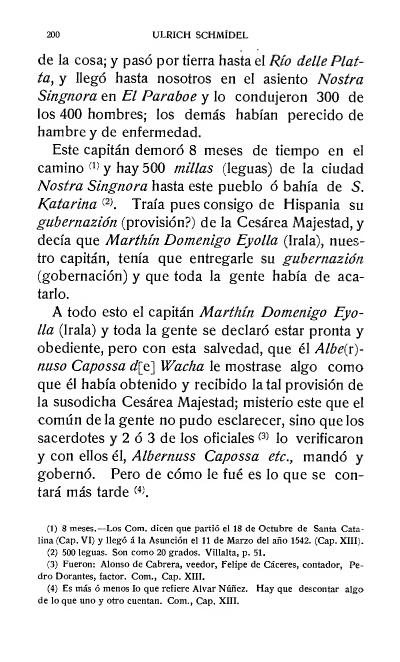 200 ULRICH SCHMÍDEL
de la cosa; y pasó por tierra hasta el Río delle Plat-
ta, y llegó hasta nosotros en el asiento Nostra
Singnora en El Paraboe y lo condujeron 300 de
los 400 hombres; los demás habían perecido de
hambre y de enfermedad.
Este capitán demoró 8 meses de tiempo en el
camino (1) y hay 500 millas (leguas) de la ciudad
Nostra Singnora hasta este pueblo ó bahía de S.
Katarina (2). Traía pues consigo de Hispania su
gubernazión (provisión?) de la Cesárea Majestad, y
decía que Marthín Domenigo Eyolla (Irala), nues-
tro capitán, tenía que entregarle su gubernazión
(gobernación) y que toda la gente había de aca-
tarlo.
A todo esto el capitán Marthín Domenigo Eyo-
lla (Irala) y toda la gente se declaró estar pronta y
obediente, pero con esta salvedad, que él Albe(r)-
nuso Capossa d[e] Wacha le mostrase algo como
que él había obtenido y recibido la tal provisión de
la susodicha Cesárea Majestad; misterio este que el
común de la gente no pudo esclarecer, sino que los
sacerdotes y 2 ó 3 de los oficiales (3) lo verificaron
y con ellos él, Albernuss Capossa etc., mandó y
gobernó. Pero de cómo le fué es lo que se con-
tará más tarde (4).
(1) 8 meses.—Los Com. dicen que partió el 18 de Octubre de Santa Cata-
lina (Cap. VI) y llegó á la Asunción el 11 de Marzo del año 1542. (Cap. XIII).
(2) 500 leguas. Son como 20 grados. Villalta, p. 51.
(3) Fueron: Alonso de Cabrera, veedor, Felipe de Cáceres, contador, Pe-
dro Dorantes, factor. Com., Cap. XIII.
(4) Es más ó menos lo que refiere Alvar Núñez. Hay que descontar algo
de lo que uno y otro cuentan. Com., Cap. XIII.